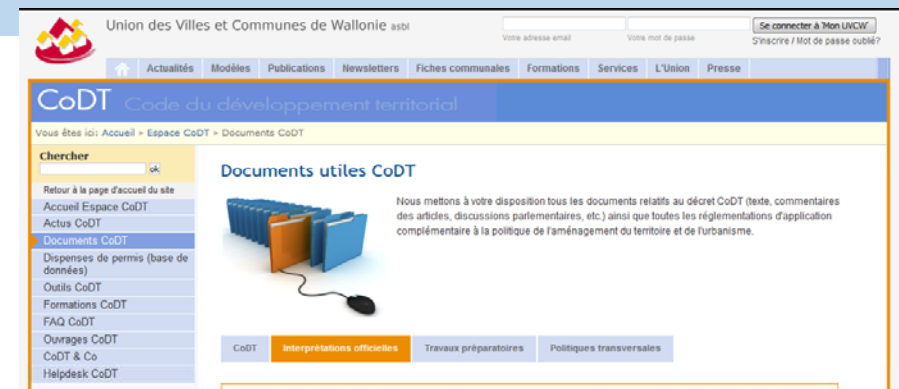 Union des Villes et Communes de Wallonie asbl
Votre adresse email
Votre mot de passe
Se connecter à 'Mon UVCW'
S'inscrire / Mot de passe oublié?
Actualités Modèles Publications Newsletters Fiches communales Formations Services L'Union Presse
CoDT Code du développement territorial
Vous êtes ici: Accueil » Espace CoDT » Documents CoDT
Chercher
ok
Retour à la page d'accueil du site
Accueil Espace CoDT
Actus CoDT
Documents CoDT
Dispenses de permis (base de
données)
Outils CoDT
Formations CoDT
FAQ CoDT
Ouvrages CoDT
CoDT & Co
Helpdesk CoDT
Documents utiles CoDT
Nous mettons à votre disposition tous les documents relatifs au décret CoDT (texte, commentaires
des articles, discussions parlementaires, etc.) ainsi que toutes les réglementations d'application
complémentaire à la politique de l'aménagement du territoire et de l'urbanisme.
CoDT Interprétations officielles Travaux préparatoires Politiques transversales